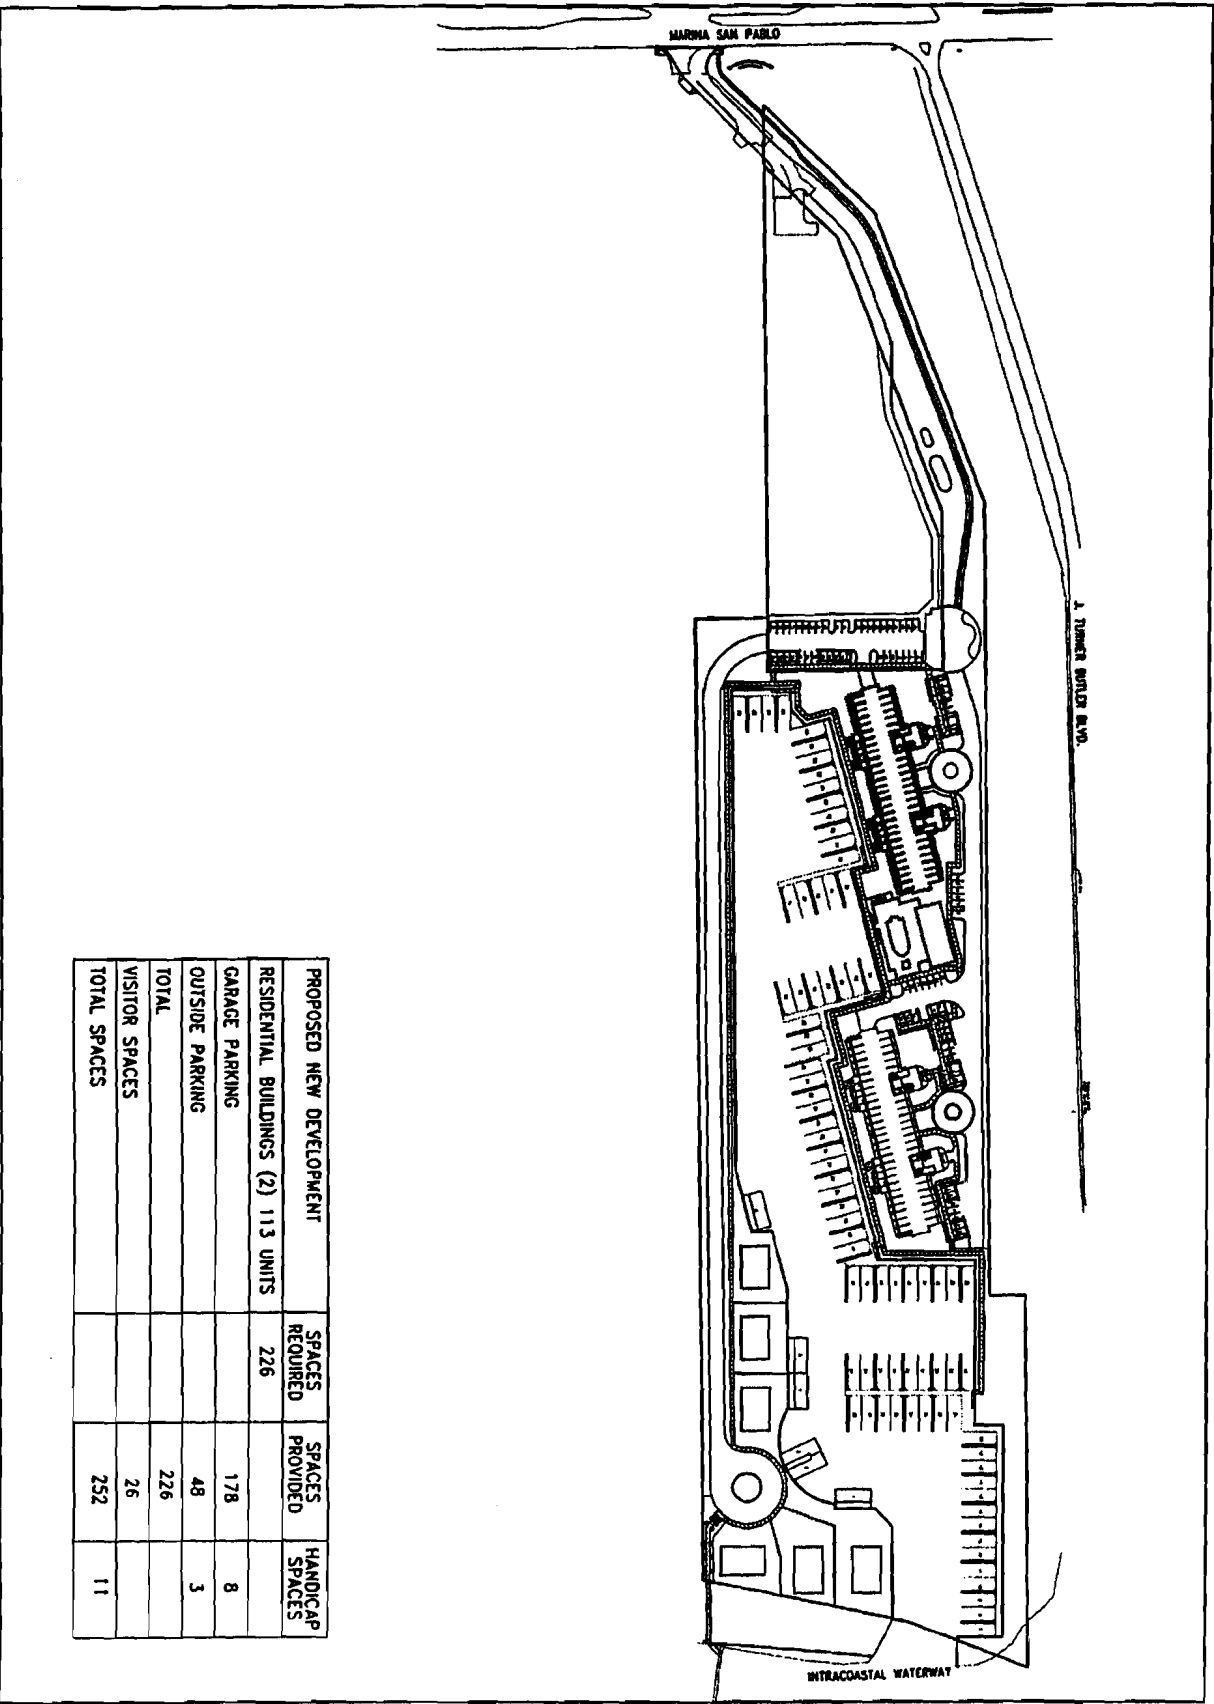 MARINA SAN PABLO
J. TURNER BUTLER BLVD.
INTRACOASTAL WATERWAY
PROPOSED NEW DEVELOPMENT SPACES REQUIRED SPACES PROVIDED HANDICAP SPACES
RESIDENTIAL BUILDINGS (2) 113 UNITS 226
GARAGE PARKING 178 8
OUTSIDE PARKING 48 3
TOTAL 226
VISITOR SPACES 26
TOTAL SPACES 252 11